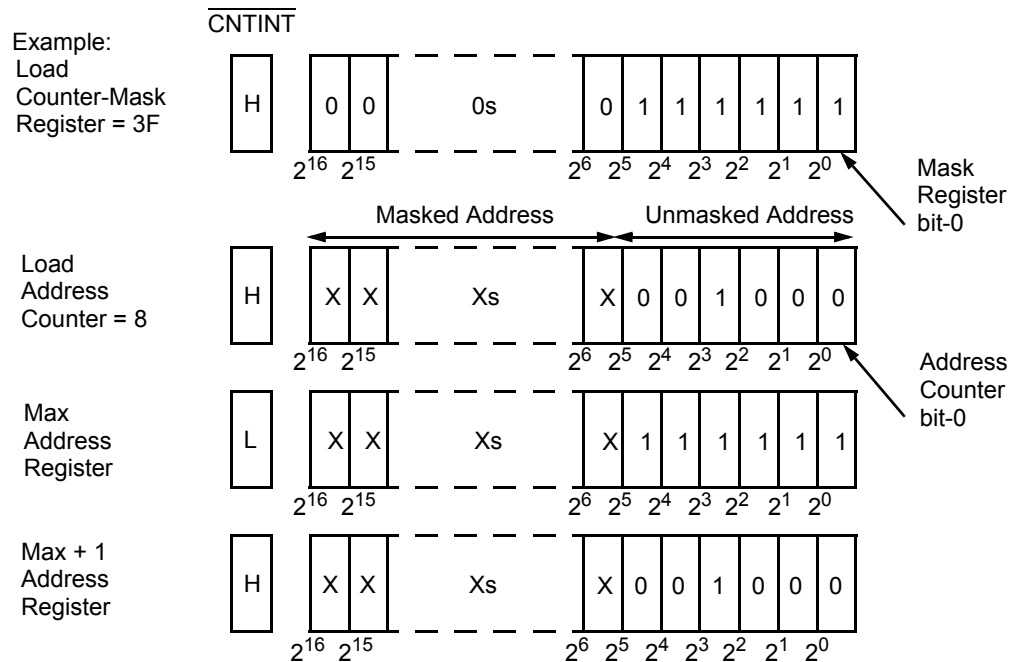 CNTINT
Example:
Load
Counter-Mask
Register = 3F
H 0 0 0s 0 1 1 1 1 1 1
2^16 2^15 2^6 2^5 2^4 2^3 2^2 2^1 2^0
Mask
Register
bit-0
Masked Address Unmasked Address
Load
Address
Counter = 8
H X X Xs X 0 0 1 0 0 0
2^16 2^15 2^6 2^5 2^4 2^3 2^2 2^1 2^0
Address
Counter
bit-0
Max
Address
Register
L X X Xs X 1 1 1 1 1 1
2^16 2^15 2^6 2^5 2^4 2^3 2^2 2^1 2^0
Max + 1
Address
Register
H X X Xs X 0 0 1 0 0 0
2^16 2^15 2^6 2^5 2^4 2^3 2^2 2^1 2^0